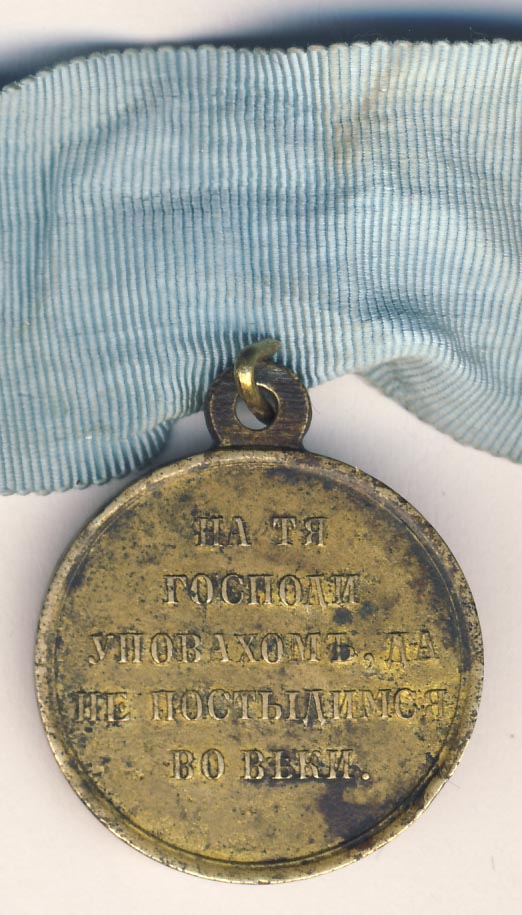 НА ТЯ
ГОСПОДИ
УПОВАХОМЪ, ДА
НЕ ПОСТЫДИМСЯ
ВО ВѢКИ.